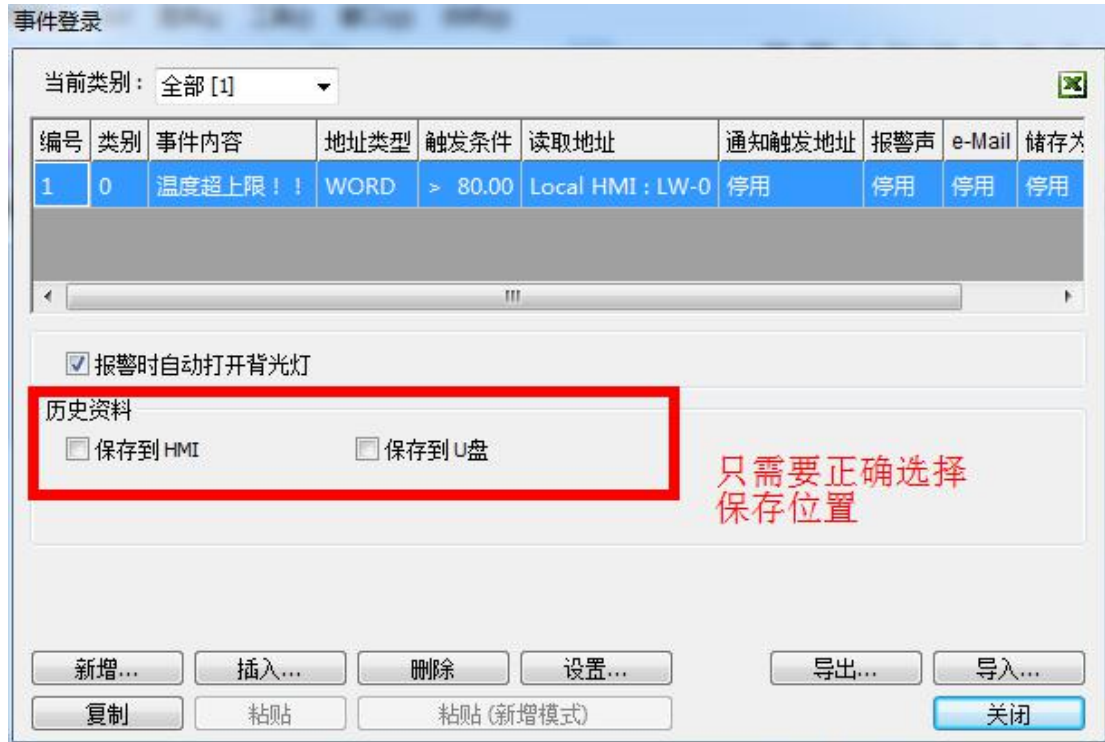 事件登录
当前类别： 全部 [1]
编号 类别 事件内容 地址类型 触发条件 读取地址 通知触发地址 报警声 e-Mail 储存为
1 0 温度超上限！！ WORD > 80.00 Local HMI : LW-0 停用 停用 停用 停用
报警时自动打开背光灯
历史资料
保存到 HMI 保存到 U盘
只需要正确选择
保存位置
新增... 插入... 删除 设置... 导出... 导入...
复制 粘贴 粘贴 (新增模式) 关闭